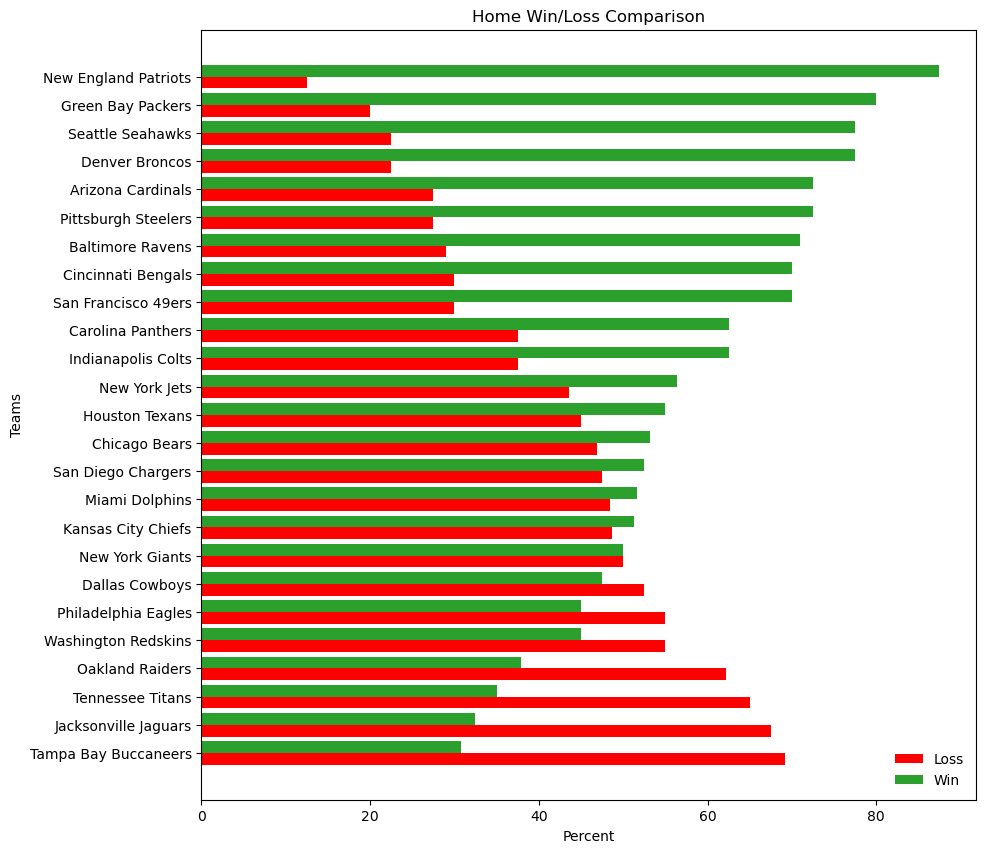 Home Win/Loss Comparison
New England Patriots
Green Bay Packers
Seattle Seahawks
Denver Broncos
Arizona Cardinals
Pittsburgh Steelers
Baltimore Ravens
Cincinnati Bengals
San Francisco 49ers
Carolina Panthers
Indianapolis Colts
New York Jets
Houston Texans
Chicago Bears
San Diego Chargers
Miami Dolphins
Kansas City Chiefs
New York Giants
Dallas Cowboys
Philadelphia Eagles
Washington Redskins
Oakland Raiders
Tennessee Titans
Jacksonville Jaguars
Tampa Bay Buccaneers
Teams
Loss
Win
0 20 40 60 80
Percent